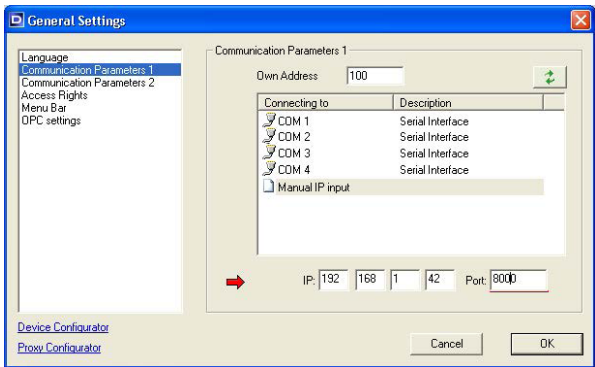 General Settings
Language
Communication Parameters 1
Communication Parameters 2
Access Rights
Menu Bar
OPC settings
Communication Parameters 1
Own Address 100
Connecting to Description
COM 1 Serial Interface
COM 2 Serial Interface
COM 3 Serial Interface
COM 4 Serial Interface
Manual IP input
IP: 192 168 1 42 Port: 8000
Device Configurator
Proxy Configurator
Cancel OK